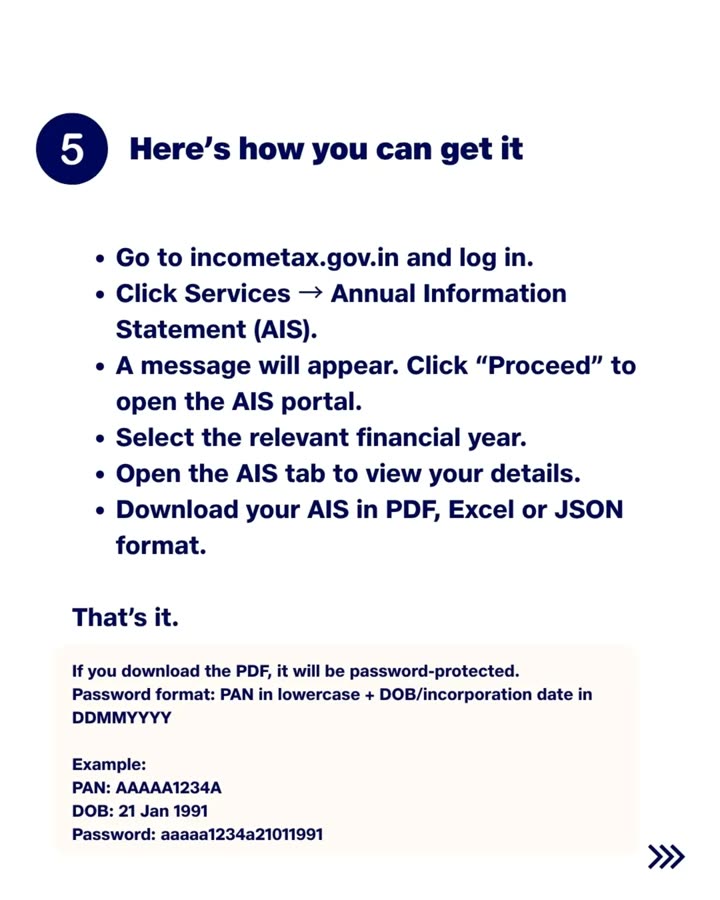 5
Here’s how you can get it
• Go to incometax.gov.in and log in.
• Click Services → Annual Information
Statement (AIS).
• A message will appear. Click “Proceed” to
open the AIS portal.
• Select the relevant financial year.
• Open the AIS tab to view your details.
• Download your AIS in PDF, Excel or JSON
format.
That’s it.
If you download the PDF, it will be password-protected.
Password format: PAN in lowercase + DOB/incorporation date in
DDMMYYYY
Example:
PAN: AAAAA1234A
DOB: 21 Jan 1991
Password: aaaaa1234a21011991